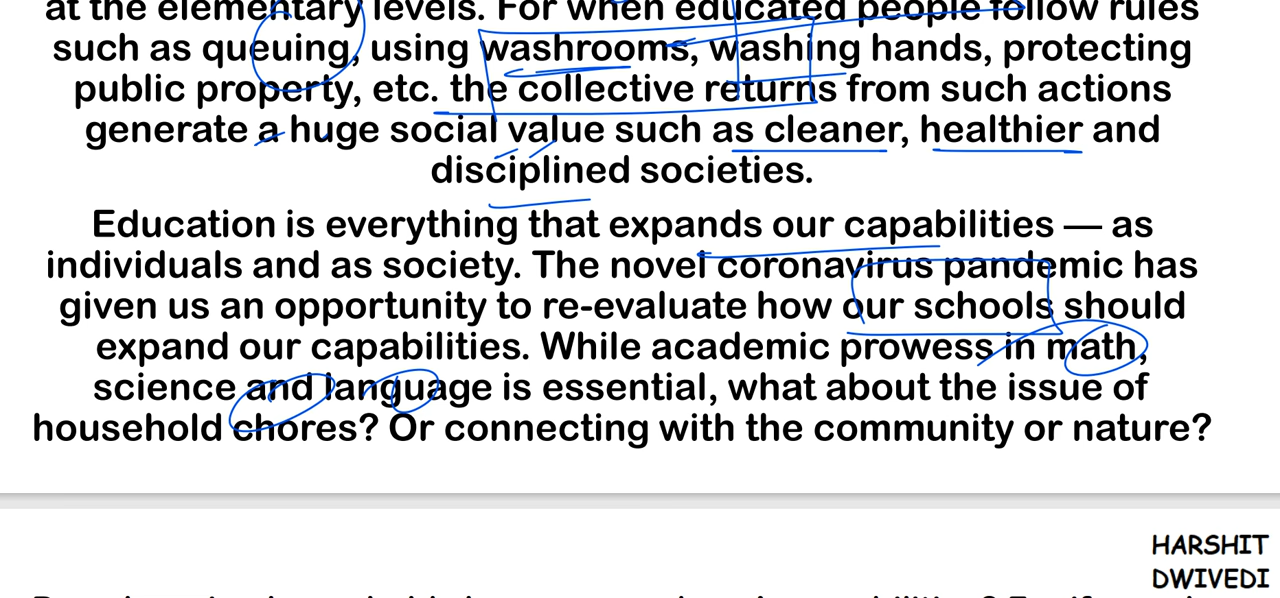 at the elementary levels. For when educated people follow rules
such as queuing, using washrooms, washing hands, protecting
public property, etc. the collective returns from such actions
generate a huge social value such as cleaner, healthier and
disciplined societies.
Education is everything that expands our capabilities — as
individuals and as society. The novel coronavirus pandemic has
given us an opportunity to re-evaluate how our schools should
expand our capabilities. While academic prowess in math,
science and language is essential, what about the issue of
household chores? Or connecting with the community or nature?
HARSHIT
DWIVEDI